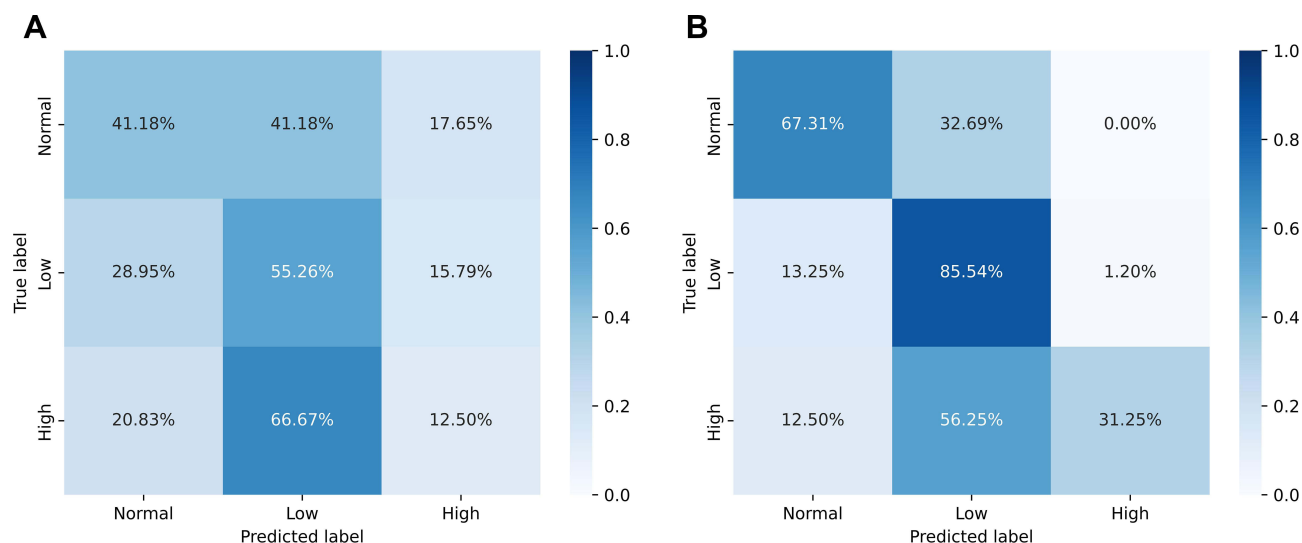 A
True label
Normal
Low
High
41.18% 41.18% 17.65%
28.95% 55.26% 15.79%
20.83% 66.67% 12.50%
Normal Low High
Predicted label
1.0
0.8
0.6
0.4
0.2
0.0
B
True label
Normal
Low
High
67.31% 32.69% 0.00%
13.25% 85.54% 1.20%
12.50% 56.25% 31.25%
Normal Low High
Predicted label
1.0
0.8
0.6
0.4
0.2
0.0